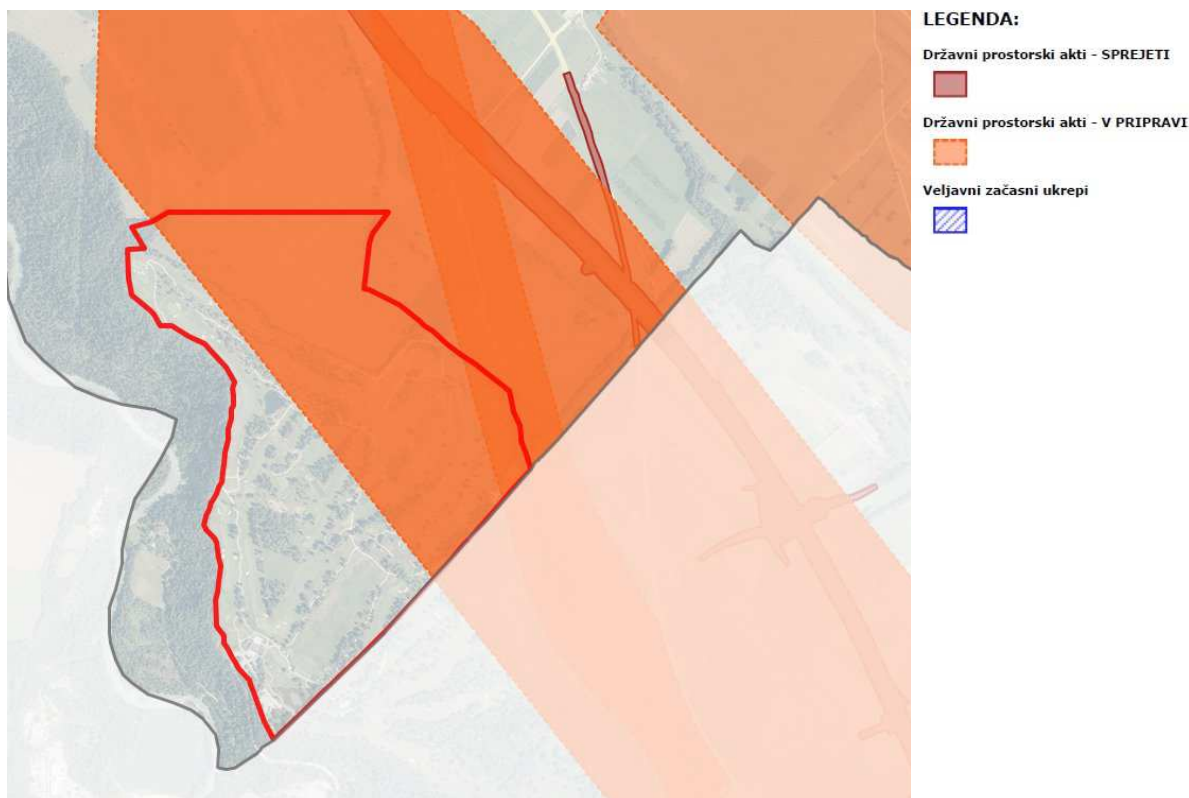 LEGENDA:
Državni prostorski akti - SPREJETI
Državni prostorski akti - V PRIPRAVI
Veljavni začasni ukrepi